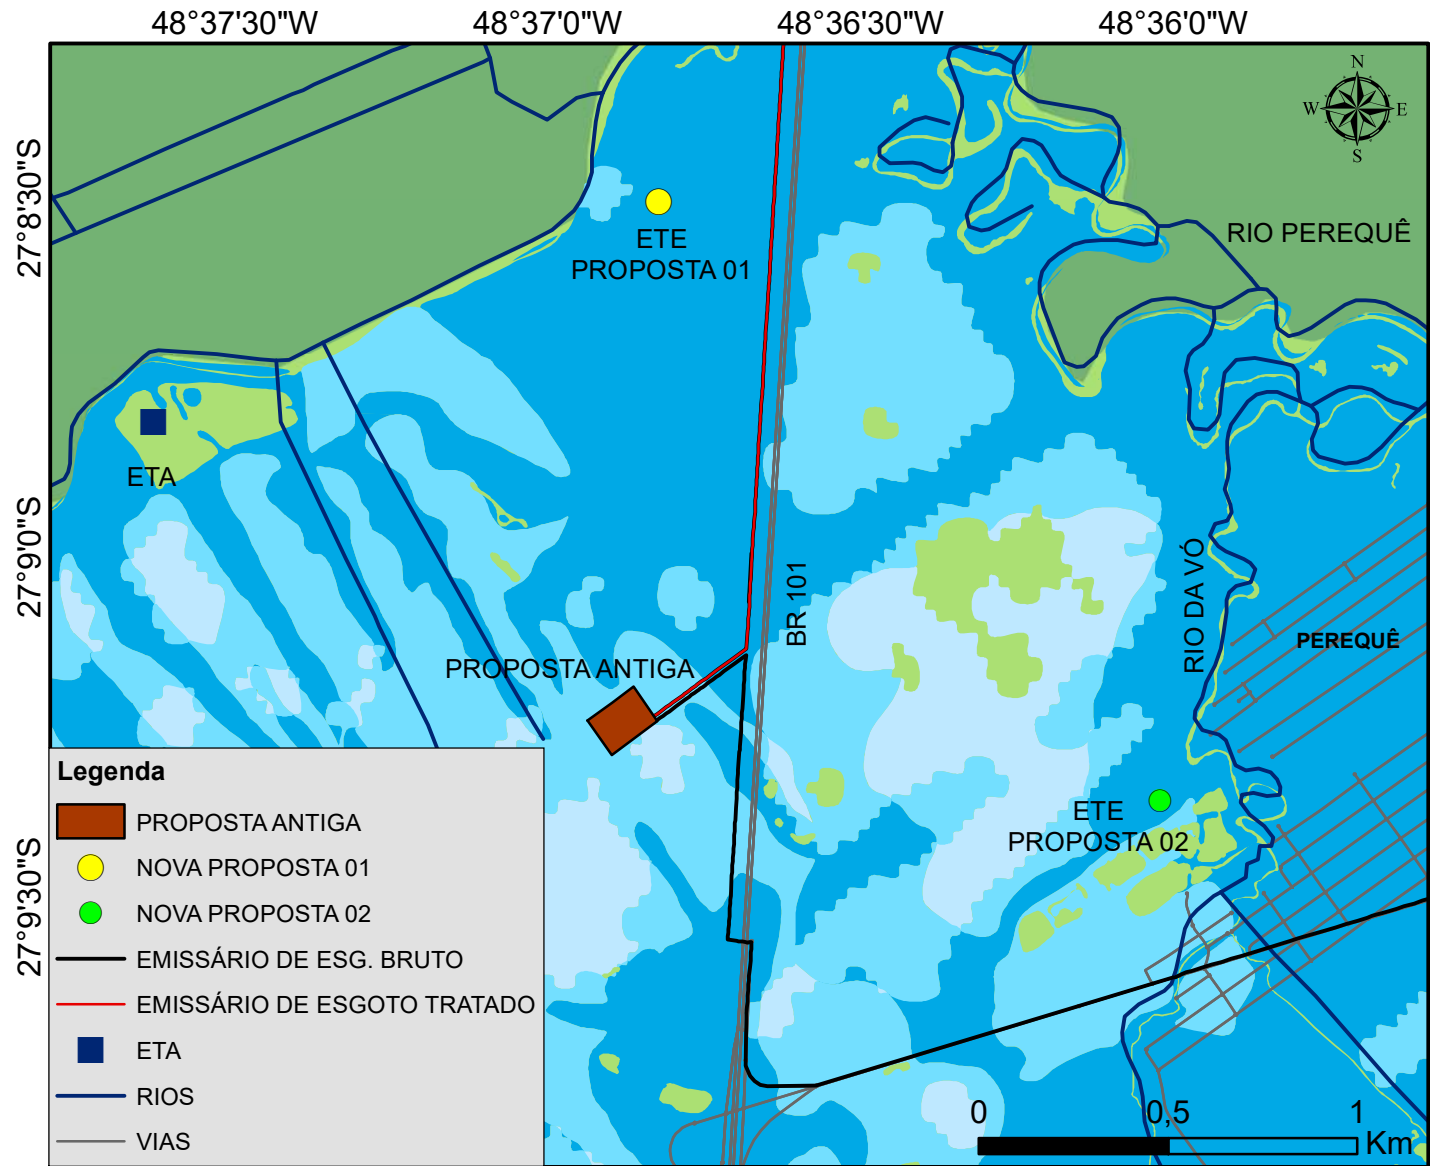 48°37'30"W
48°37'0"W
48°36'30"W
48°36'0"W
27°8'30"S
27°9'0"S
27°9'30"S
N
W
E
S
RIO PEREQUÊ
ETE
PROPOSTA 01
ETA
BR 101
RIO DA VÓ
PEREQUÊ
PROPOSTA ANTIGA
ETE
PROPOSTA 02
Legenda
PROPOSTA ANTIGA
NOVA PROPOSTA 01
NOVA PROPOSTA 02
EMISSÁRIO DE ESG. BRUTO
EMISSÁRIO DE ESGOTO TRATADO
ETA
RIOS
VIAS
0
0,5
1
Km